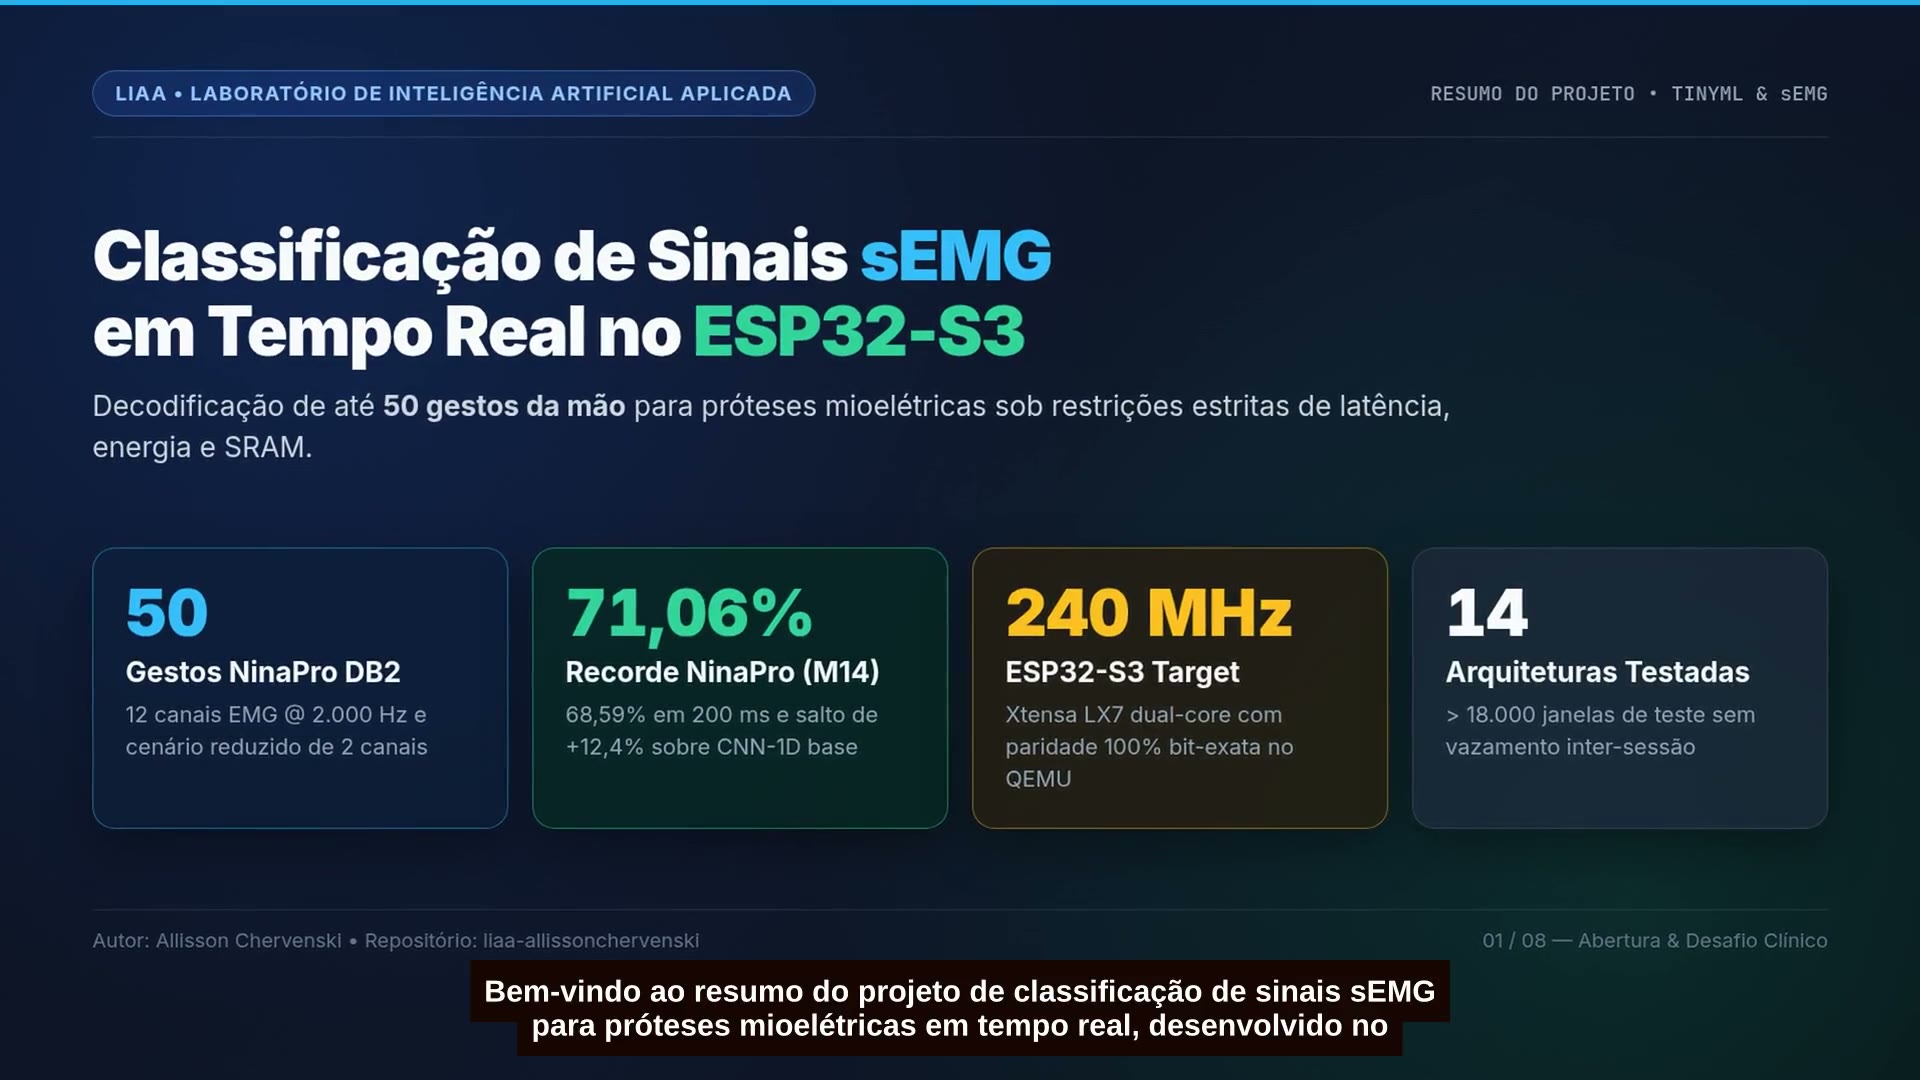 LIAA • LABORATÓRIO DE INTELIGÊNCIA ARTIFICIAL APLICADA
RESUMO DO PROJETO • TINYML & sEMG
Classificação de Sinais sEMG
em Tempo Real no ESP32-S3
Decodificação de até 50 gestos da mão para próteses mioelétricas sob restrições estritas de latência,
energia e SRAM.
50
Gestos NinaPro DB2
12 canais EMG @ 2.000 Hz e
cenário reduzido de 2 canais
71,06%
Recorde NinaPro (M14)
68,59% em 200 ms e salto de
+12,4% sobre CNN-1D base
240 MHz
ESP32-S3 Target
Xtensa LX7 dual-core com
paridade 100% bit-exata no
QEMU
14
Arquiteturas Testadas
> 18.000 janelas de teste sem
vazamento inter-sessão
Autor: Allisson Chervenski • Repositório: liaa-allissonchervenski
01 / 08 — Abertura & Desafio Clínico
Bem-vindo ao resumo do projeto de classificação de sinais sEMG
para próteses mioelétricas em tempo real, desenvolvido no